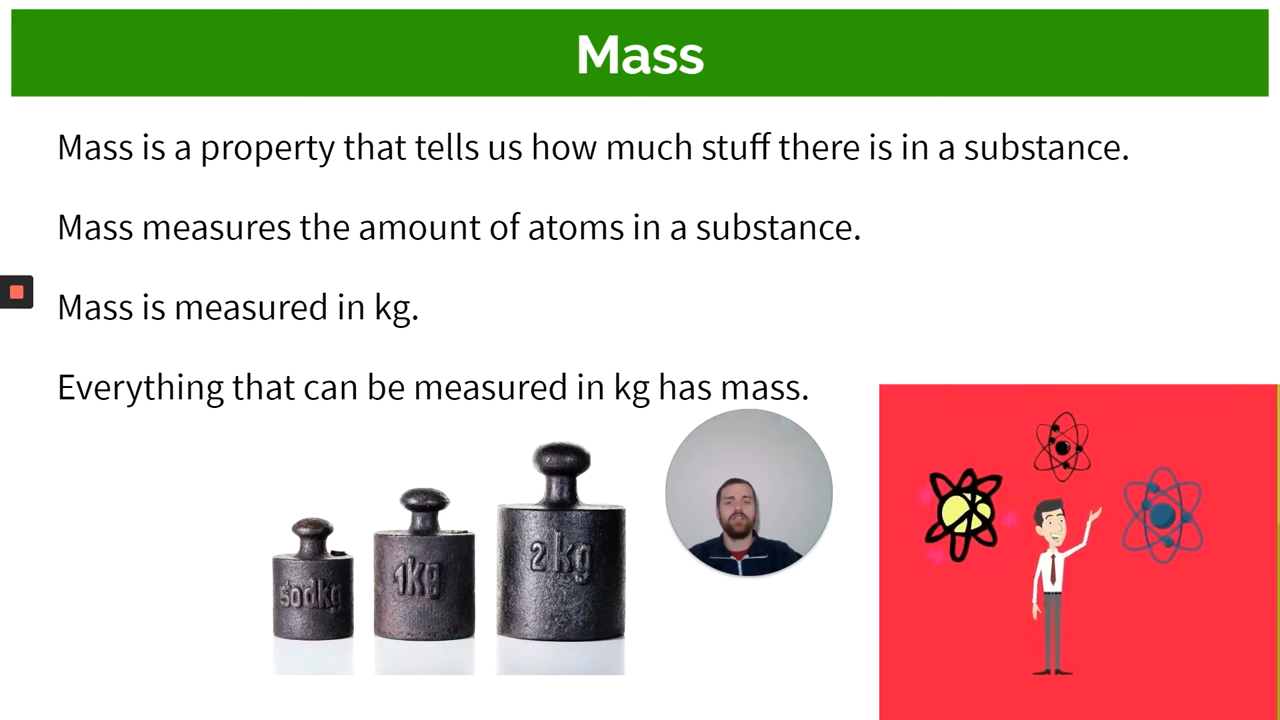 Mass
Mass is a property that tells us how much stuff there is in a substance.
Mass measures the amount of atoms in a substance.
Mass is measured in kg.
Everything that can be measured in kg has mass.
1kg
2kg